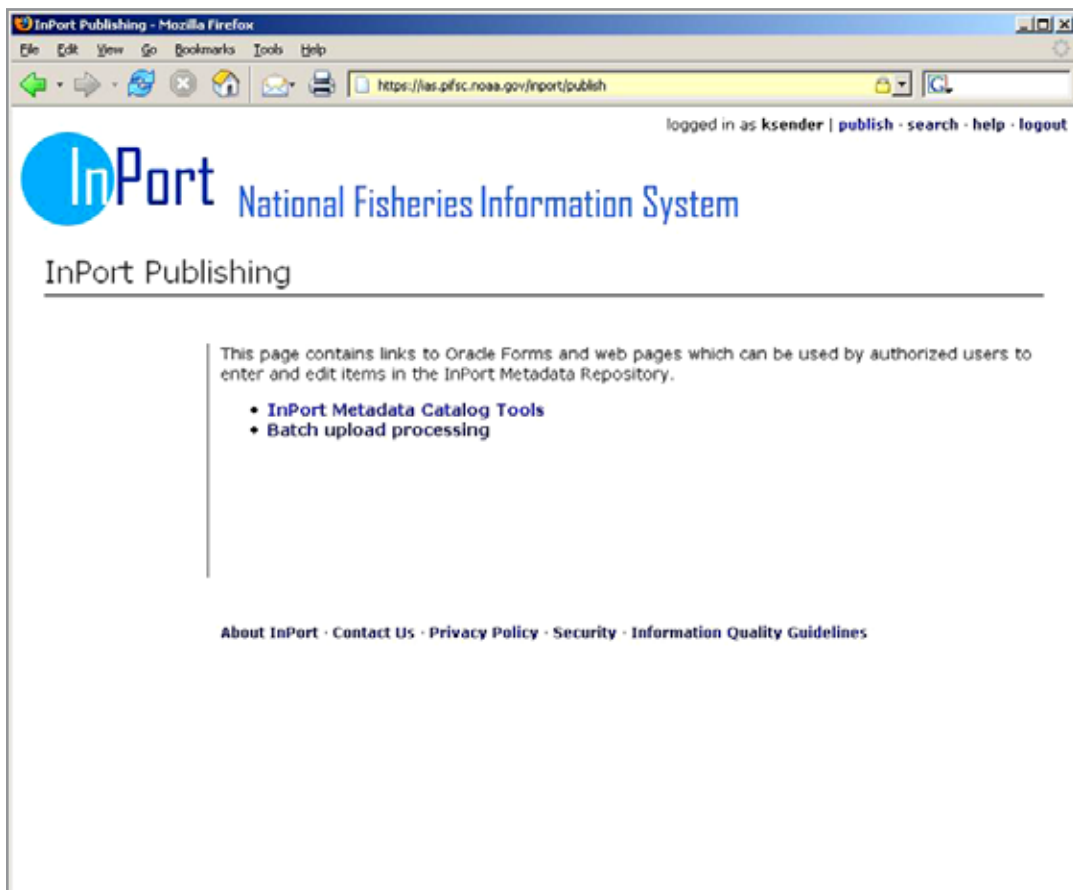 InPort Publishing - Mozilla Firefox
File Edit View Go Bookmarks Tools Help
https://ias.pifsc.noaa.gov/inport/publish
G
logged in as ksender | publish - search - help - logout
InPort National Fisheries Information System
InPort Publishing
This page contains links to Oracle Forms and web pages which can be used by authorized users to
enter and edit items in the InPort Metadata Repository.
• InPort Metadata Catalog Tools
• Batch upload processing
About InPort · Contact Us · Privacy Policy · Security · Information Quality Guidelines